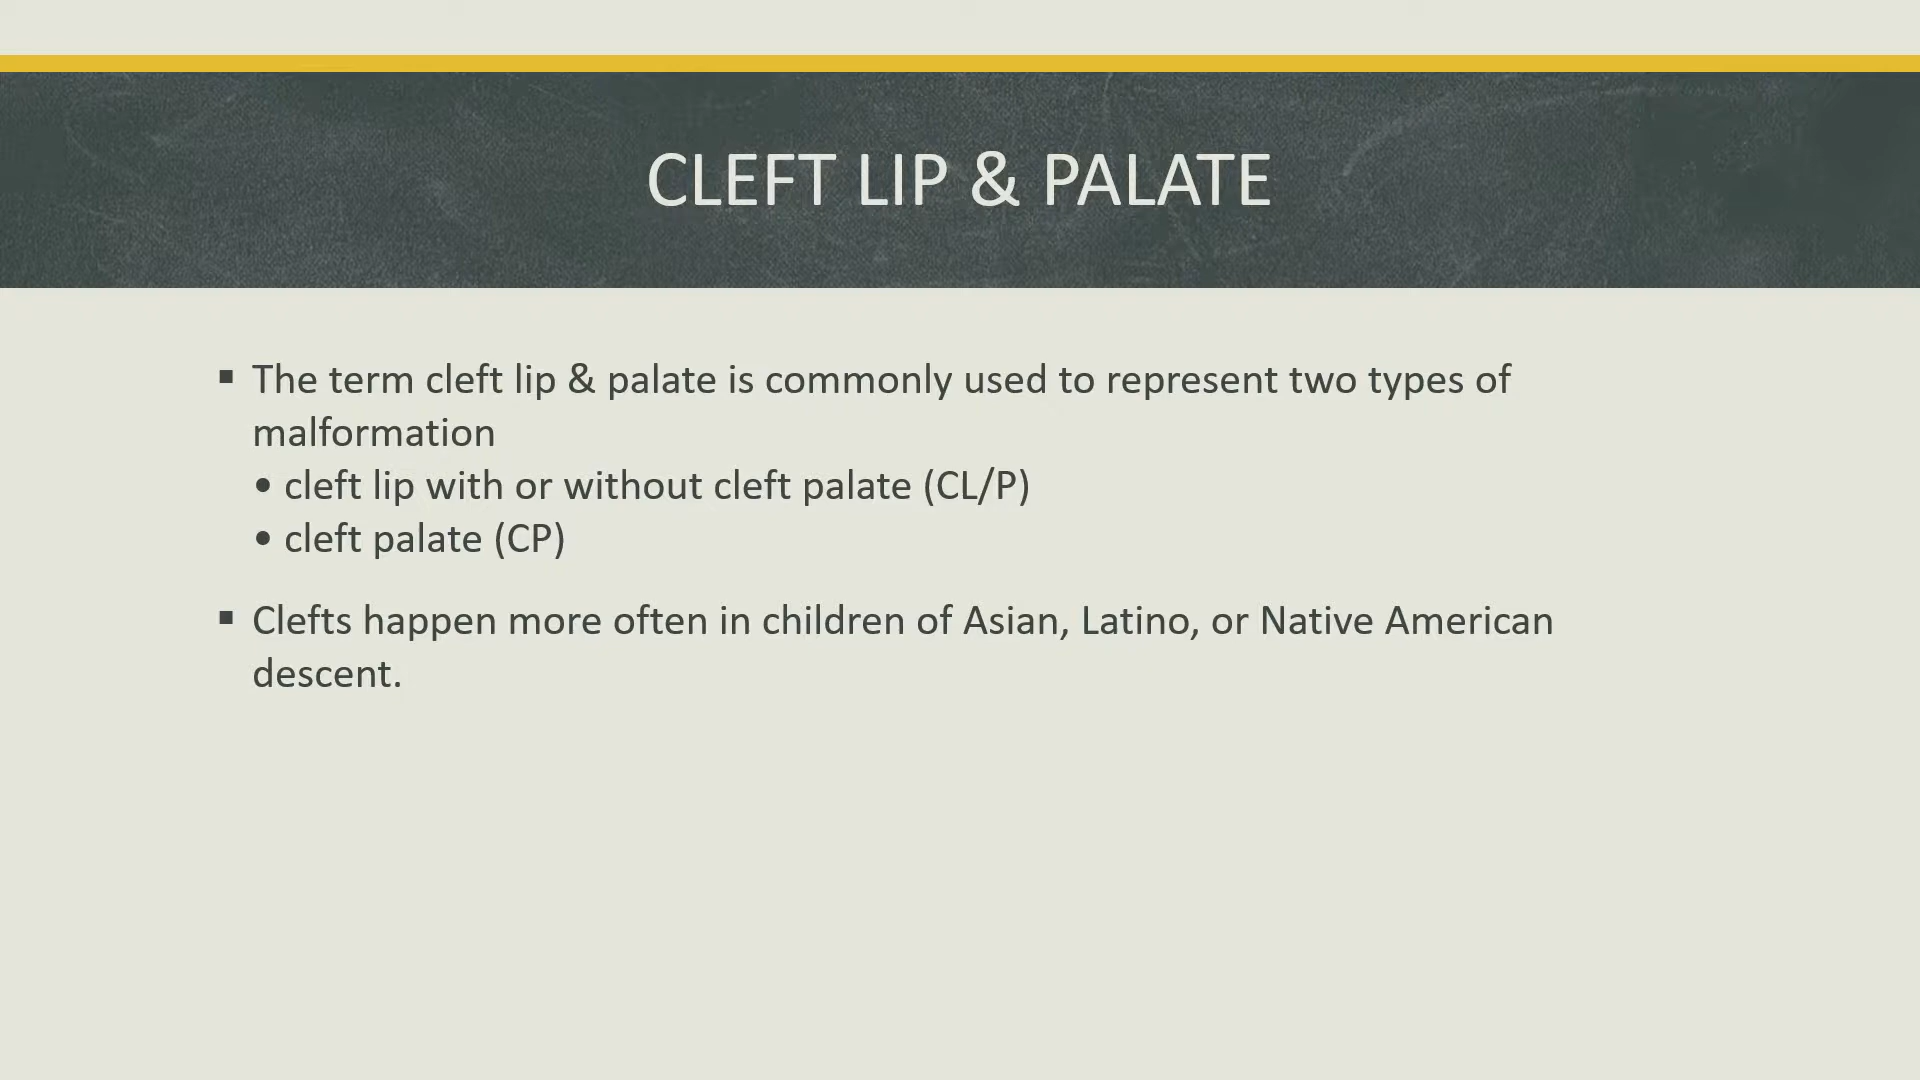 CLEFT LIP & PALATE
▪ The term cleft lip & palate is commonly used to represent two types of
malformation
• cleft lip with or without cleft palate (CL/P)
• cleft palate (CP)
▪ Clefts happen more often in children of Asian, Latino, or Native American
descent.